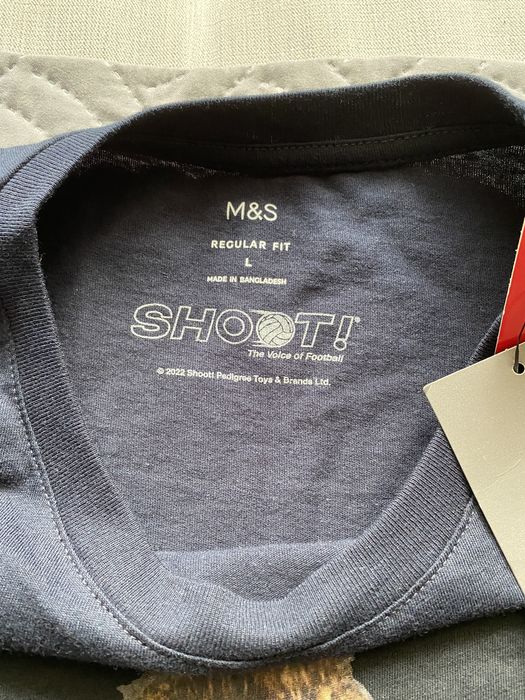 M&S
REGULAR FIT
L
MADE IN BANGLADESH
SHOOT!®
The Voice of Football
© 2022 Shoot! Pedigree Toys & Brands Ltd.